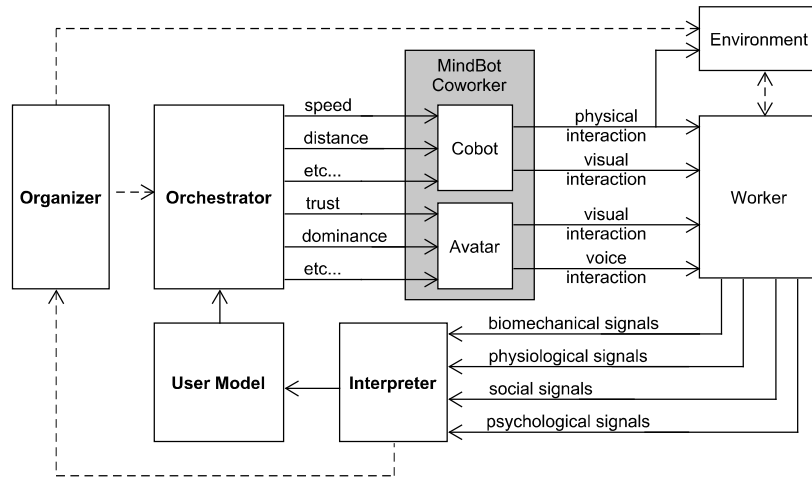 Environment
MindBot
Coworker
speed
distance
etc...
trust
dominance
etc...
Organizer
Orchestrator
Cobot
Avatar
physical
interaction
visual
interaction
visual
interaction
voice
interaction
Worker
biomechanical signals
physiological signals
social signals
psychological signals
User Model
Interpreter